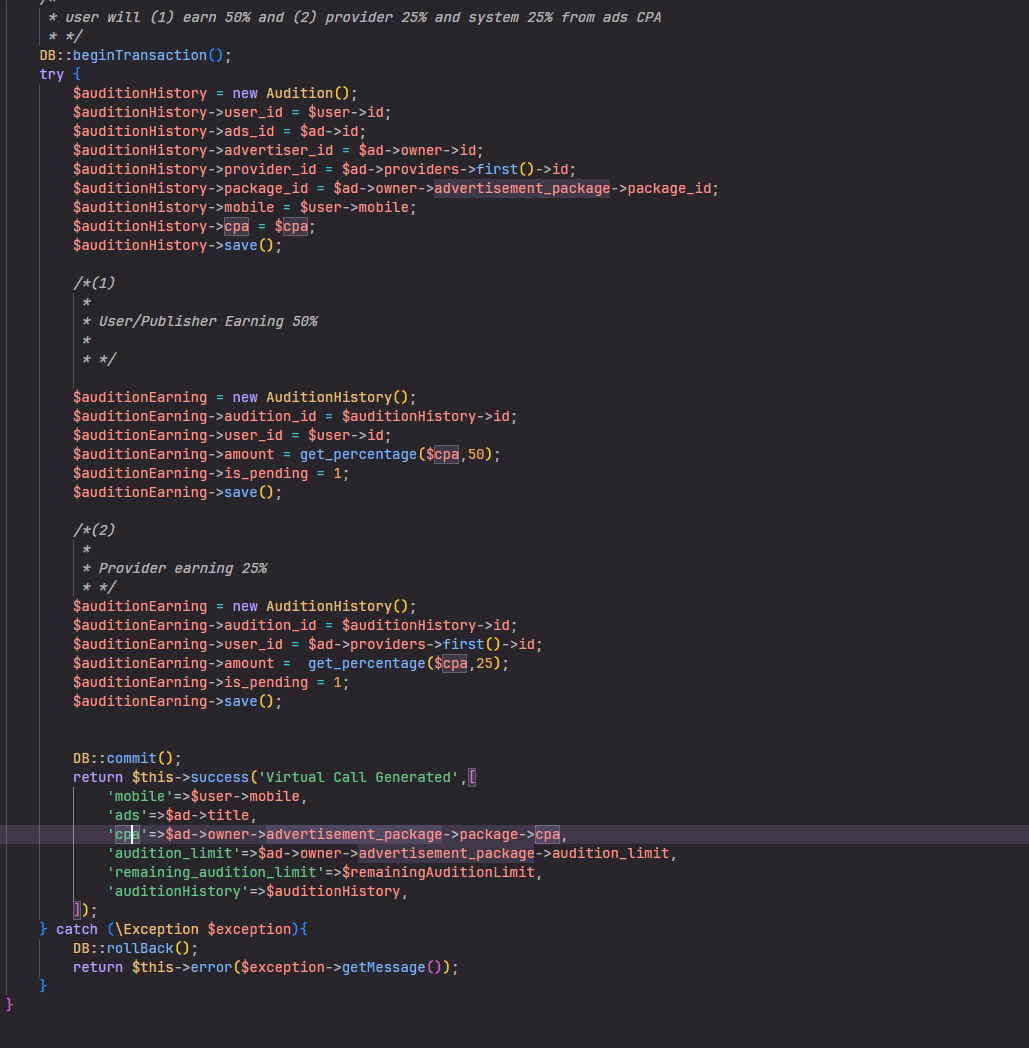 /*
* user will (1) earn 50% and (2) provider 25% and system 25% from ads CPA
* */
DB::beginTransaction();
try {
$auditionHistory = new Audition();
$auditionHistory->user_id = $user->id;
$auditionHistory->ads_id = $ad->id;
$auditionHistory->advertiser_id = $ad->owner->id;
$auditionHistory->provider_id = $ad->providers->first()->id;
$auditionHistory->package_id = $ad->owner->advertisement_package->package_id;
$auditionHistory->mobile = $user->mobile;
$auditionHistory->cpa = $cpa;
$auditionHistory->save();
/*(1)
*
* User/Publisher Earning 50%
*
* */
$auditionEarning = new AuditionHistory();
$auditionEarning->audition_id = $auditionHistory->id;
$auditionEarning->user_id = $user->id;
$auditionEarning->amount = get_percentage($cpa,50);
$auditionEarning->is_pending = 1;
$auditionEarning->save();
/*(2)
*
* Provider earning 25%
* */
$auditionEarning = new AuditionHistory();
$auditionEarning->audition_id = $auditionHistory->id;
$auditionEarning->user_id = $ad->providers->first()->id;
$auditionEarning->amount =  get_percentage($cpa,25);
$auditionEarning->is_pending = 1;
$auditionEarning->save();
DB::commit();
return $this->success('Virtual Call Generated',[
'mobile'=>$user->mobile,
'ads'=>$ad->title,
'cpa'=>$ad->owner->advertisement_package->package->cpa,
'audition_limit'=>$ad->owner->advertisement_package->audition_limit,
'remaining_audition_limit'=>$remainingAuditionLimit,
'auditionHistory'=>$auditionHistory,
]);
} catch (\Exception $exception){
DB::rollBack();
return $this->error($exception->getMessage());
}
}